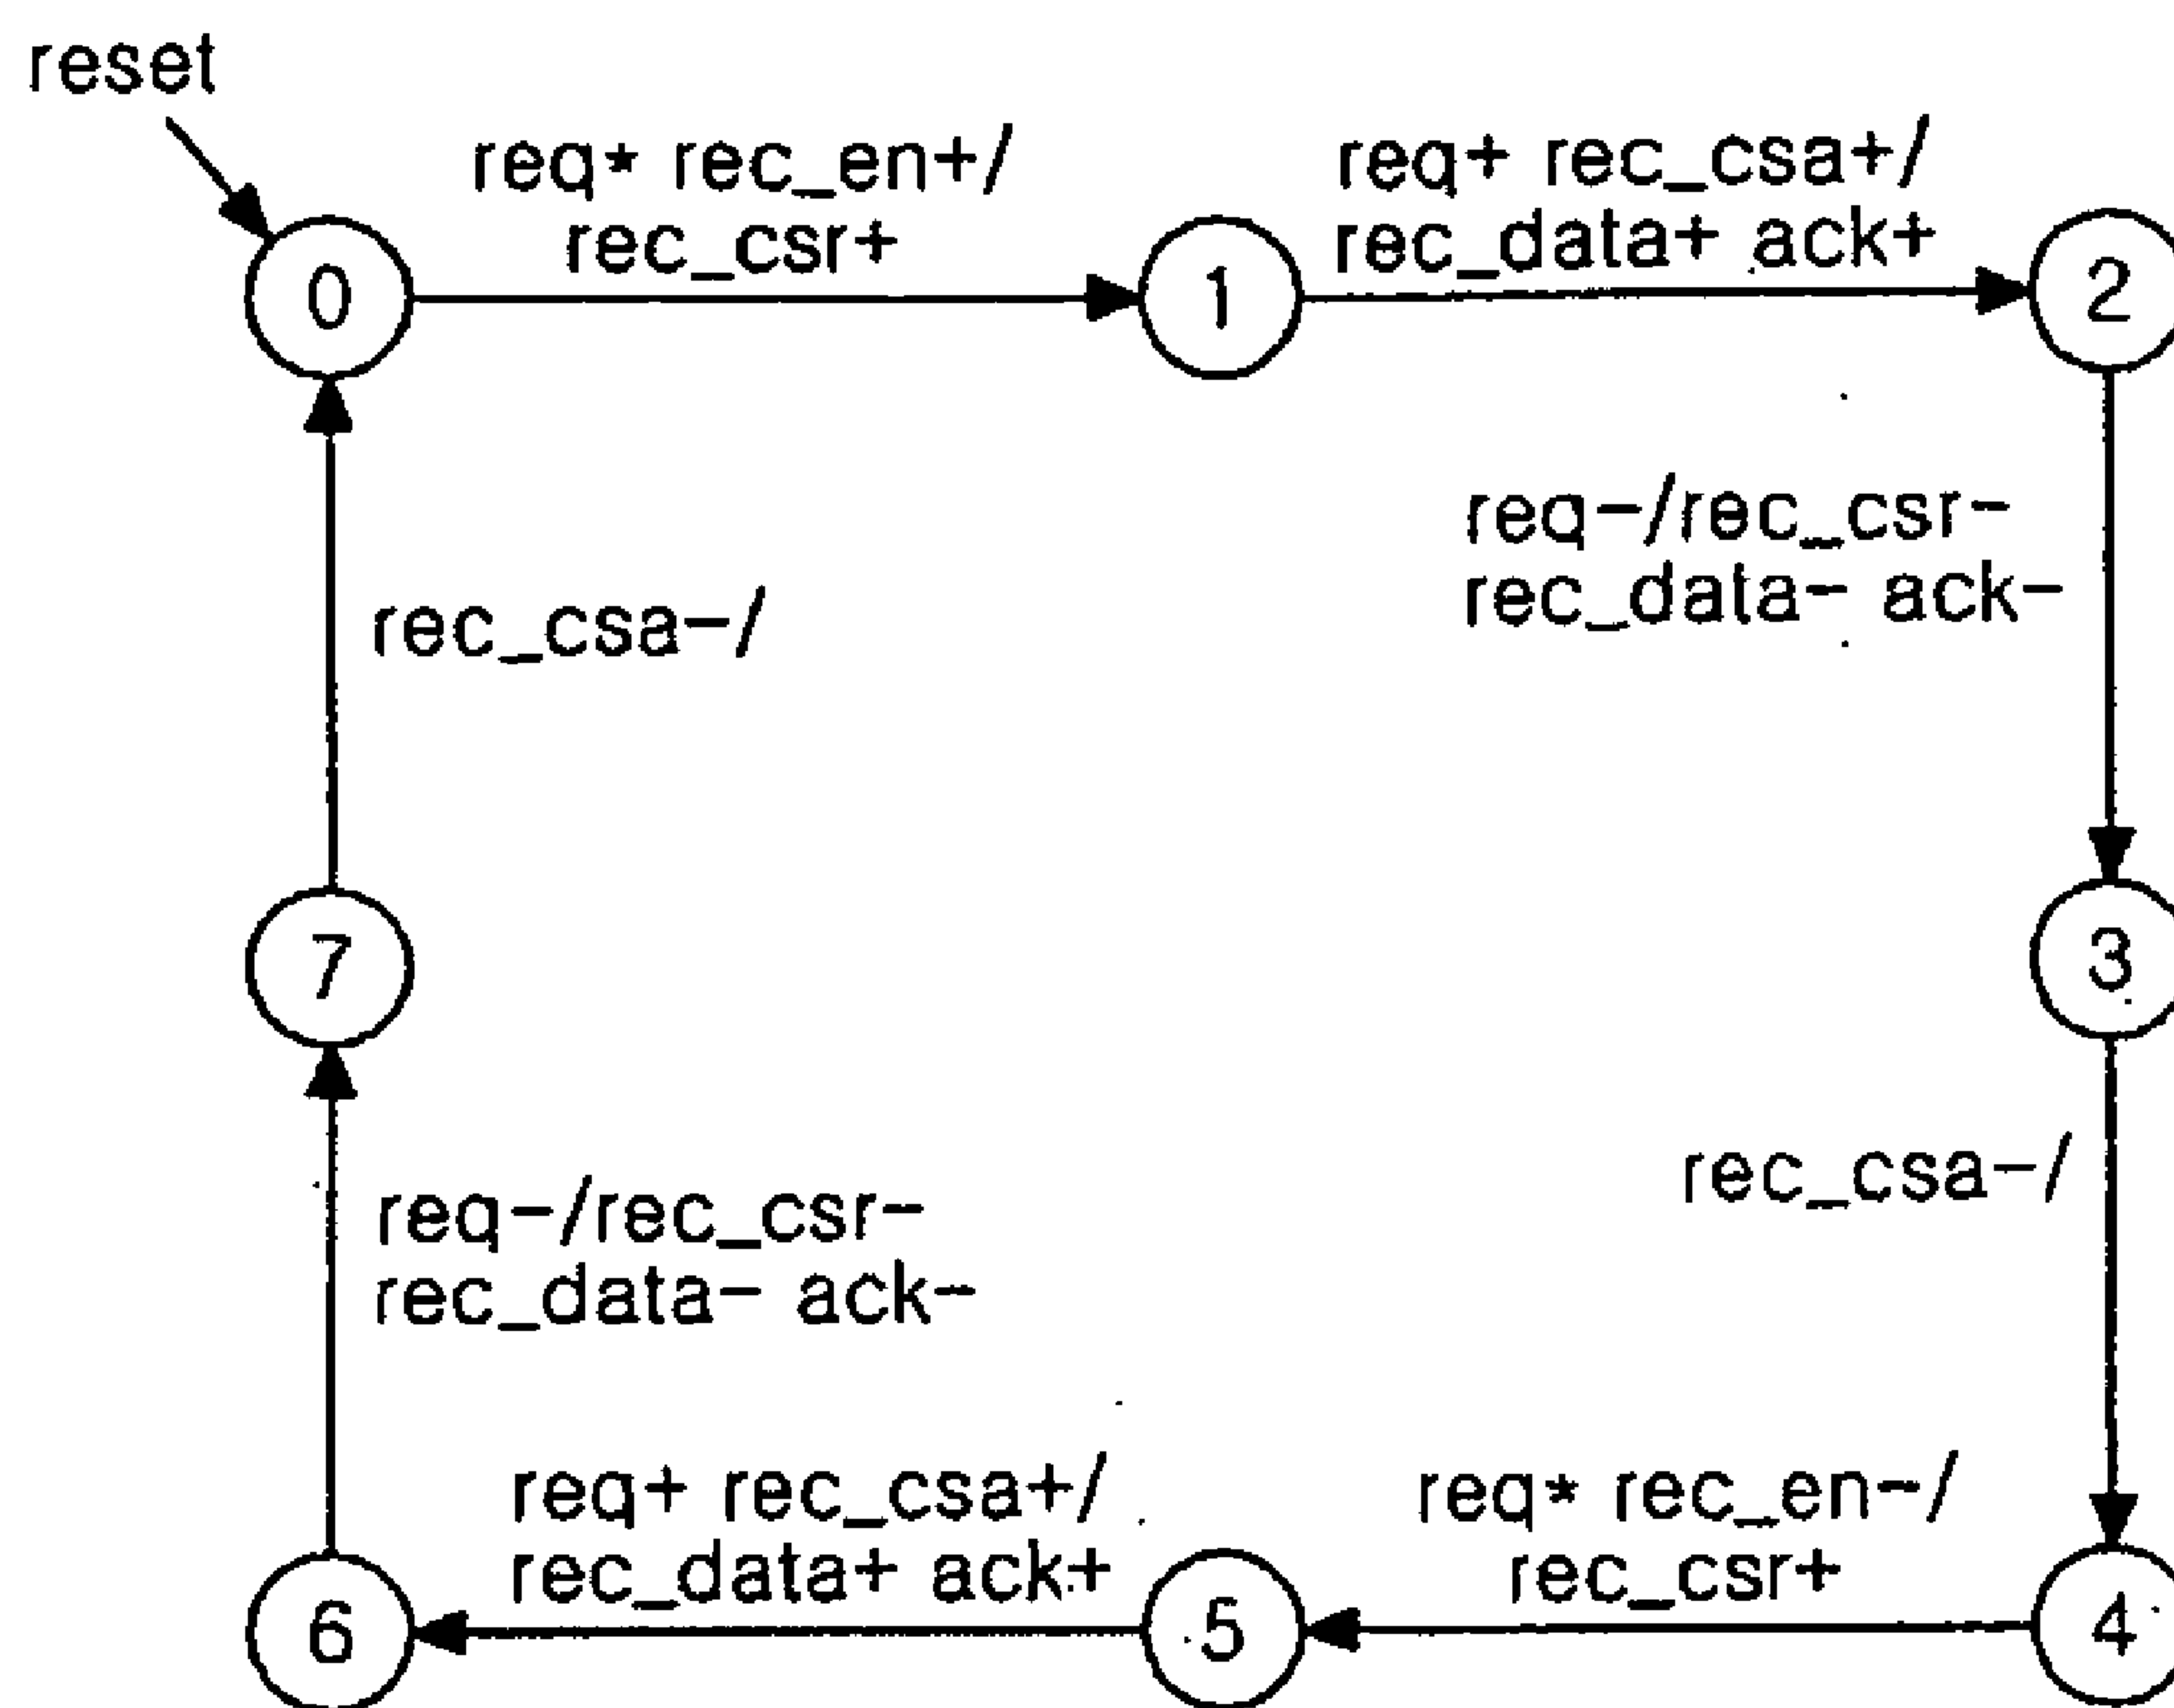 reset
req* rec_en+/
rec_csr+
req+ rec_csa+/
rec_data+ ack+
0
1
2
req-/rec_csr-
rec_data- ack-
rec_csa-/
7
3
rec_csa-/
req-/rec_csr-
rec_data- ack-
req+ rec_csa+/
rec_data+ ack+
req* rec_en-/
rec_csr+
6
5
4